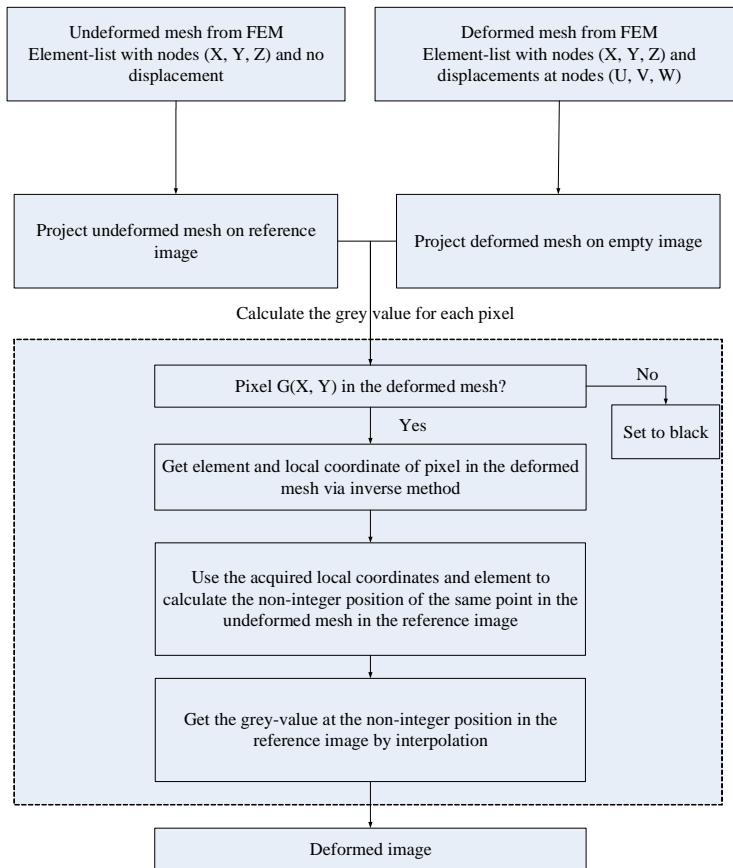 Undeformed mesh from FEM
Element-list with nodes (X, Y, Z) and no
displacement
Deformed mesh from FEM
Element-list with nodes (X, Y, Z) and
displacements at nodes (U, V, W)
Project undeformed mesh on reference
image
Project deformed mesh on empty image
Calculate the grey value for each pixel
Pixel G(X, Y) in the deformed mesh?
No
Yes
Set to black
Get element and local coordinate of pixel in the deformed
mesh via inverse method
Use the acquired local coordinates and element to
calculate the non-integer position of the same point in the
undeformed mesh in the reference image
Get the grey-value at the non-integer position in the
reference image by interpolation
Deformed image